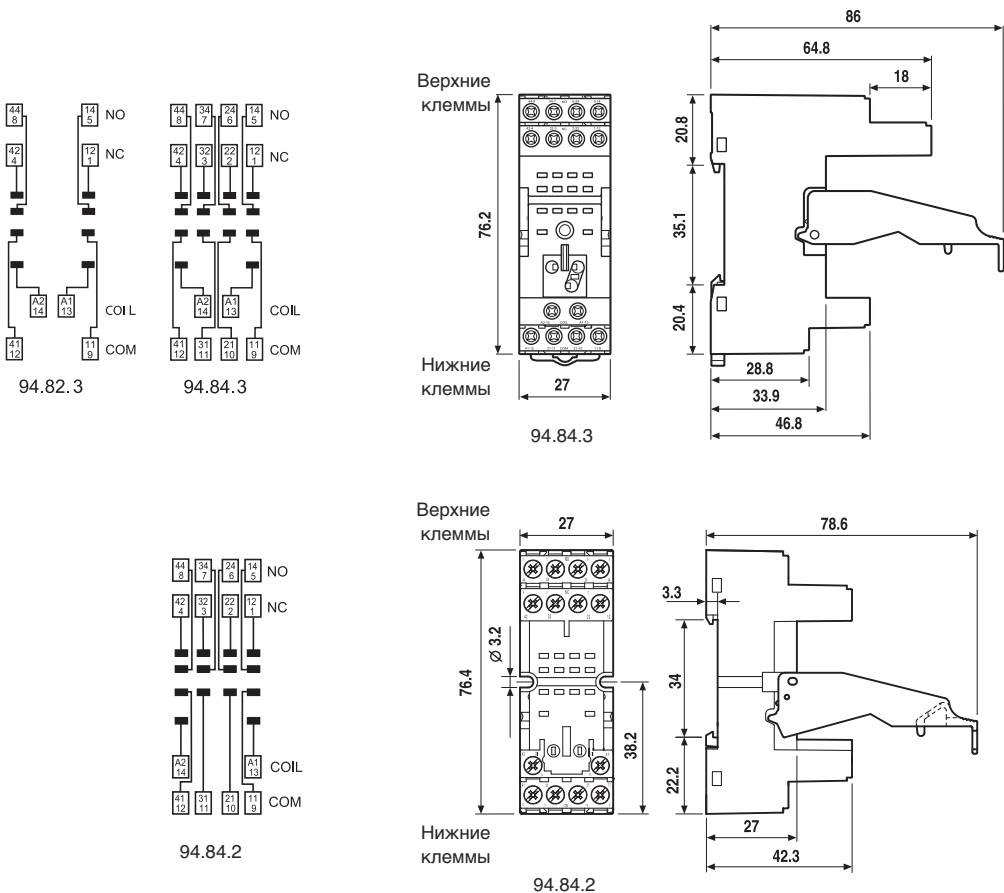 44 8
14 5
NO
42 4
12 1
NC
A2 14
A1 13
COIL
41 12
11 9
COM
94.82.3
44 8
34 7
24 6
14 5
NO
42 4
32 3
22 2
12 1
NC
A2 14
A1 13
COIL
41 12
31 11
21 10
11 9
COM
94.84.3
Верхние
клеммы
76.2
Нижние
клеммы
27
94.84.3
86
64.8
18
20.8
35.1
20.4
28.8
33.9
46.8
44 8
34 7
24 6
14 5
NO
42 4
32 3
22 2
12 1
NC
A2 14
A1 13
COIL
41 12
31 11
21 10
11 9
COM
94.84.2
Верхние
клеммы
27
Ø 3.2
76.4
38.2
Нижние
клеммы
94.84.2
78.6
3.3
34
22.2
27
42.3